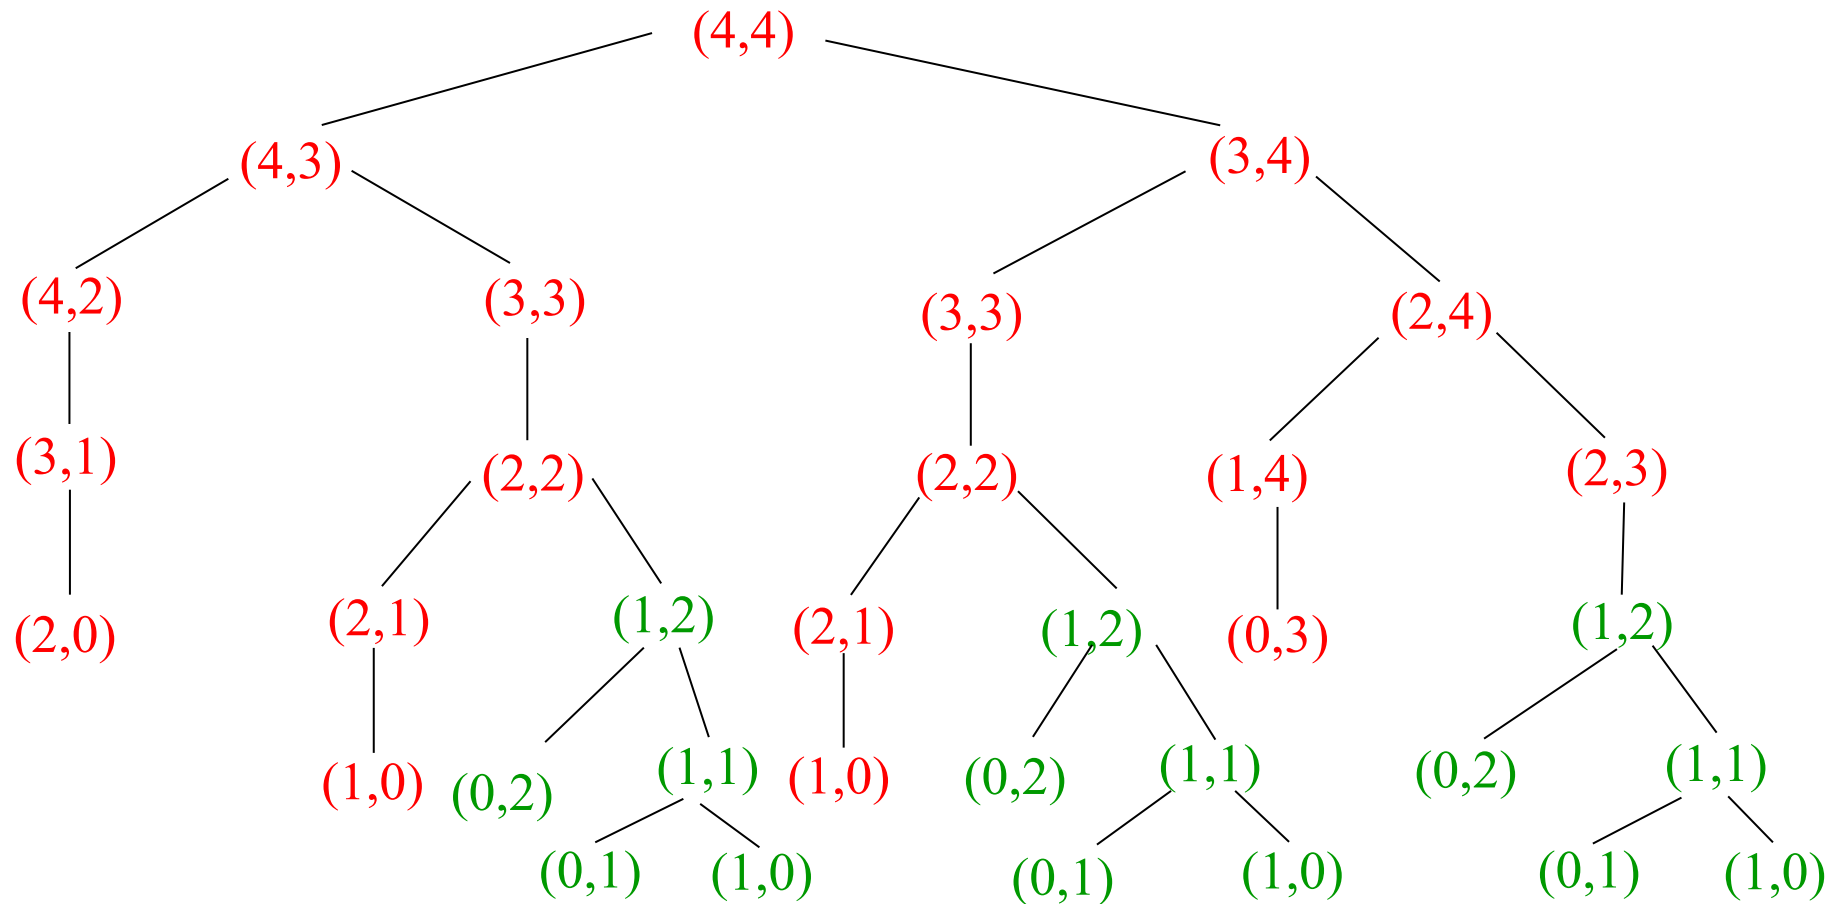 (4,4)
(4,3) (3,4)
(4,2) (3,3) (3,3) (2,4)
(3,1) (2,2) (2,2) (1,4) (2,3)
(2,0) (2,1) (1,2) (2,1) (1,2) (0,3) (1,2)
(1,0) (0,2) (1,1) (1,0) (0,2) (1,1) (0,2) (1,1)
(0,1) (1,0) (0,1) (1,0) (0,1) (1,0)